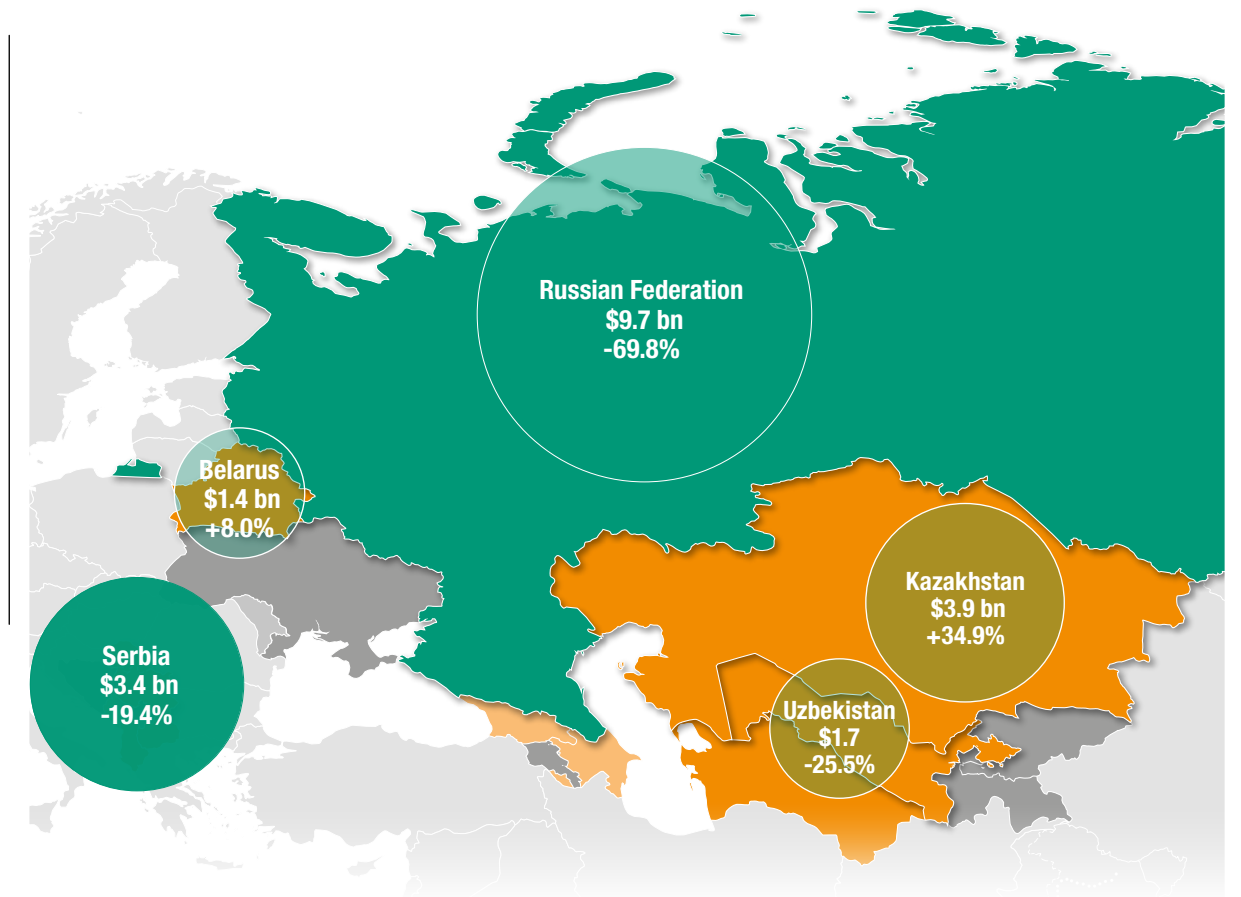 Russian Federation
$9.7 bn
-69.8%
Belarus
$1.4 bn
+8.0%
Kazakhstan
$3.9 bn
+34.9%
Serbia
$3.4 bn
-19.4%
Uzbekistan
$1.7
-25.5%